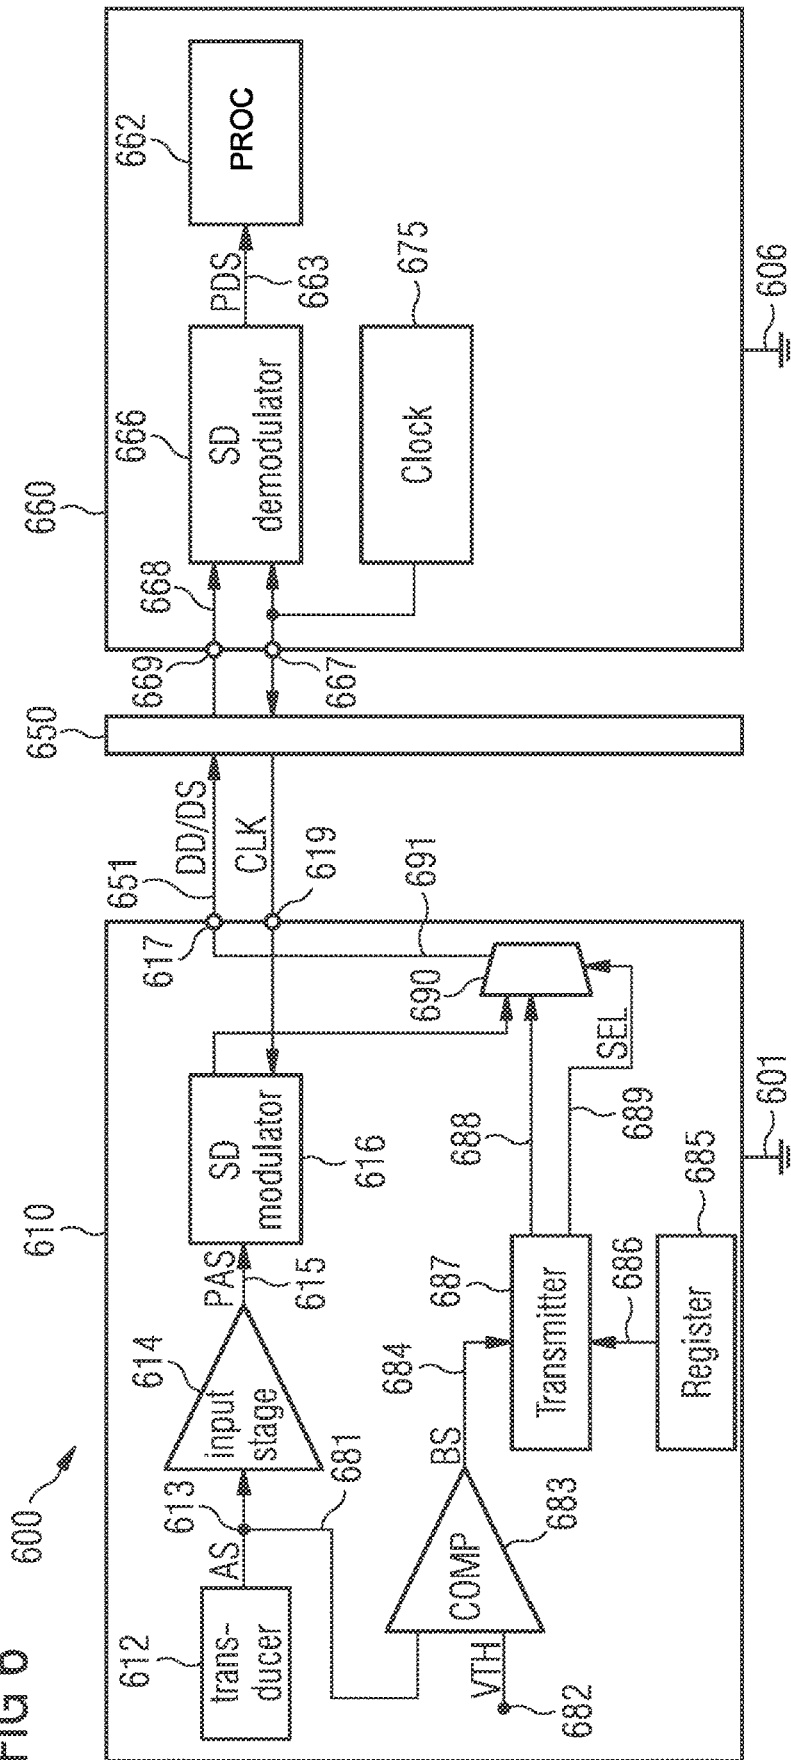 FIG 6
600
610
612
trans-
ducer
AS
613
681
614
input
stage
PAS
615
SD
modulator
616
617
651
DD/DS
CLK
619
650
660
669
668
667
666
SD
demodulator
PDS
663
662
PROC
Clock
675
606
VTH
682
COMP
683
BS
684
687
Transmitter
686
Register
685
688
689
SEL
690
691
601